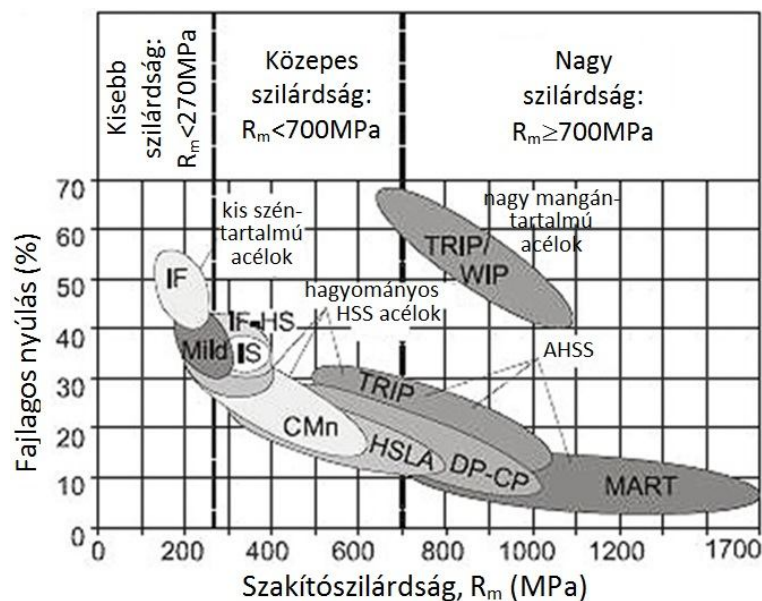 Kisebb
szilárdság:
Rₘ<270MPa
Közepes
szilárdság:
Rₘ<700MPa
Nagy
szilárdság:
Rₘ≥700MPa
Fajlagos nyúlás (%)
70
60
50
40
30
20
10
0
kis szén-
tartalmú
acélok
nagy mangán-
tartalmú
acélok
TRIP/
WIP
IF
hagyományos
HSS acélok
IF-HS
Mild
IS
AHSS
TRIP
CMn
HSLA
DP-CP
MART
0 200 400 600 800 1000 1200 1700
Szakítószilárdság, Rₘ (MPa)